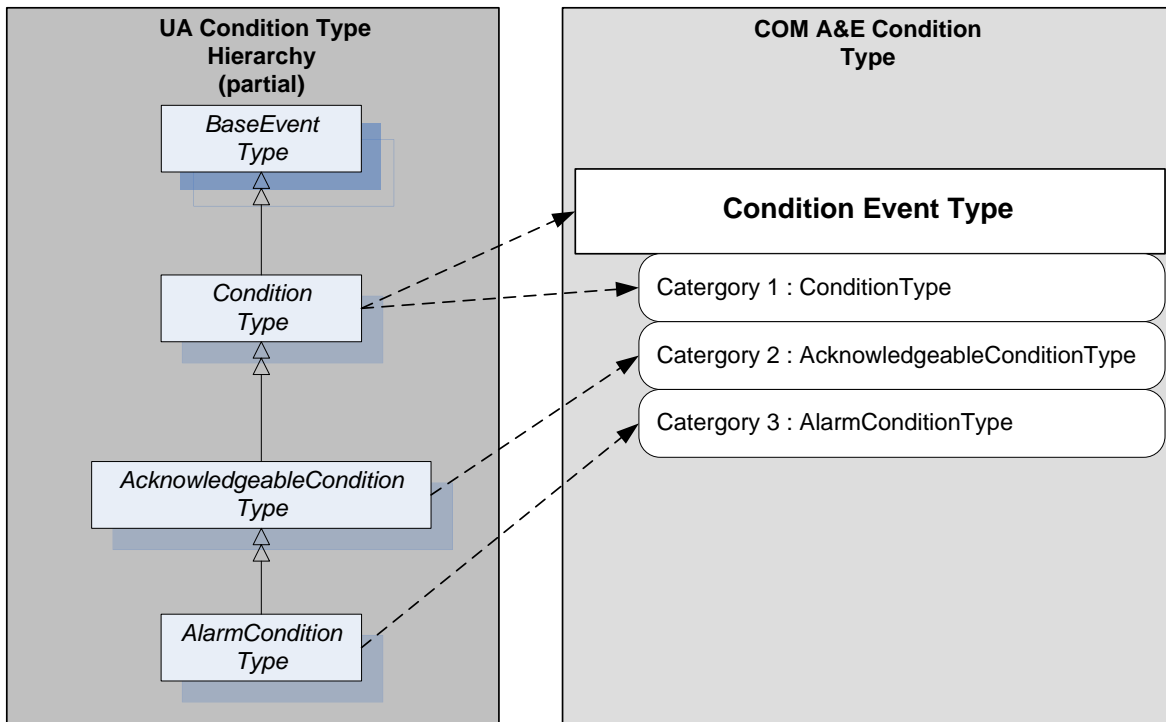 UA Condition Type
Hierarchy
(partial)
BaseEvent
Type
Condition
Type
AcknowledgeableCondition
Type
AlarmCondition
Type
COM A&E Condition
Type
Condition Event Type
Catergory 1 : ConditionType
Catergory 2 : AcknowledgeableConditionType
Catergory 3 : AlarmConditionType